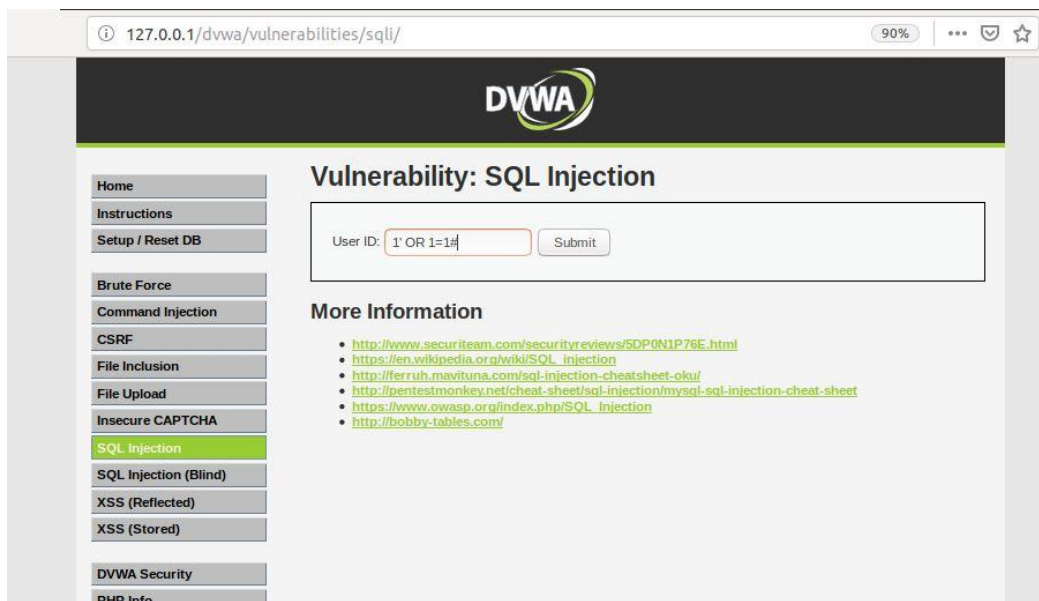 127.0.0.1/dvwa/vulnerabilities/sqli/ 90%
DVWA
Home
Instructions
Setup / Reset DB
Brute Force
Command Injection
CSRF
File Inclusion
File Upload
Insecure CAPTCHA
SQL Injection
SQL Injection (Blind)
XSS (Reflected)
XSS (Stored)
DVWA Security
PHP Info
Vulnerability: SQL Injection
User ID: 1' OR 1=1# Submit
More Information
http://www.securiteam.com/securityreviews/5DP0N1P76E.html
https://en.wikipedia.org/wiki/SQL_injection
http://ferruh.mavituna.com/sql-injection-cheatsheet-oku/
http://pentestmonkey.net/cheat-sheet/sql-injection/mysql-sql-injection-cheat-sheet
https://www.owasp.org/index.php/SQL_Injection
http://bobby-tables.com/